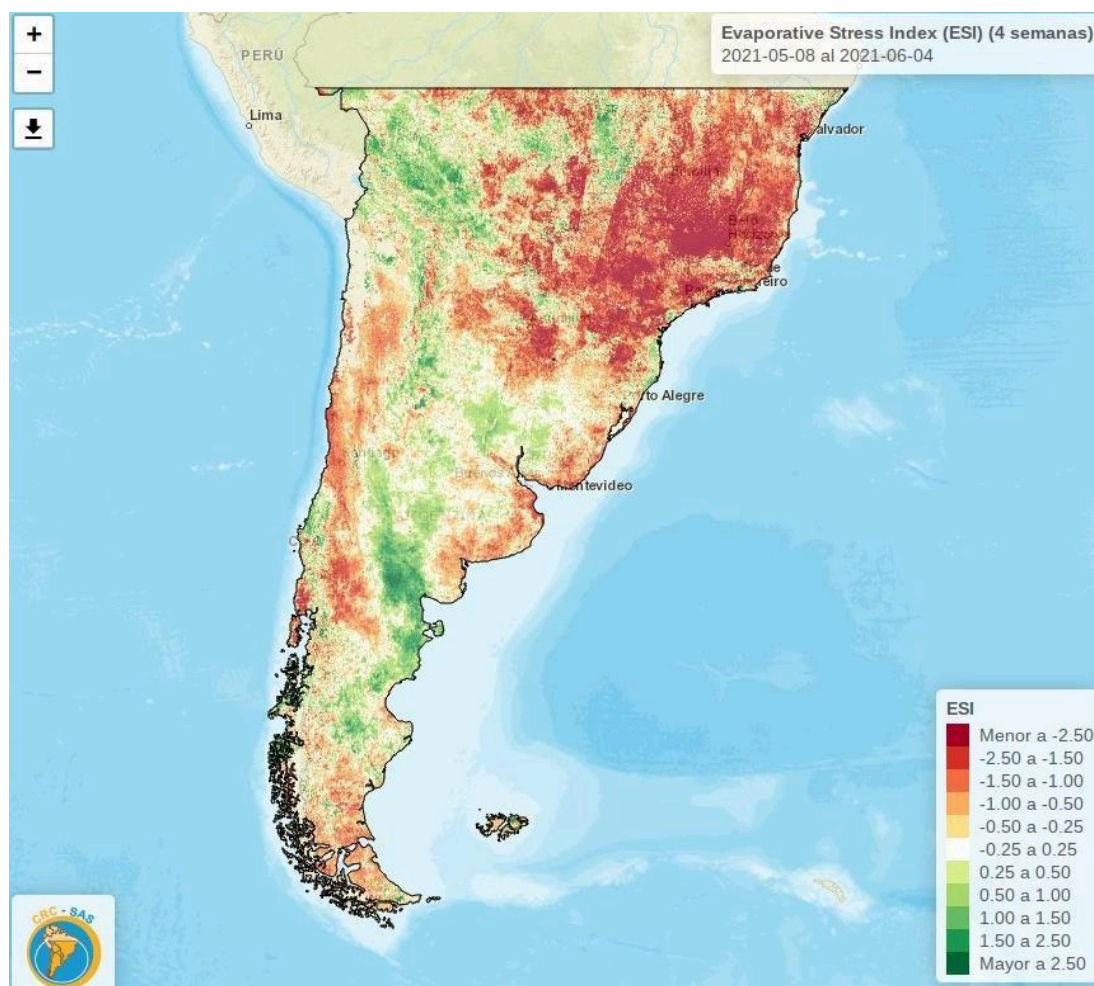 +
Evaporative Stress Index (ESI) (4 semanas)
2021-05-08 al 2021-06-04
−
PERÚ
Lima
alvador
eiro
rto Alegre
Montevideo
ESI
Menor a -2.50
-2.50 a -1.50
-1.50 a -1.00
-1.00 a -0.50
-0.50 a -0.25
-0.25 a 0.25
0.25 a 0.50
0.50 a 1.00
1.00 a 1.50
1.50 a 2.50
Mayor a 2.50
CRC - SAS